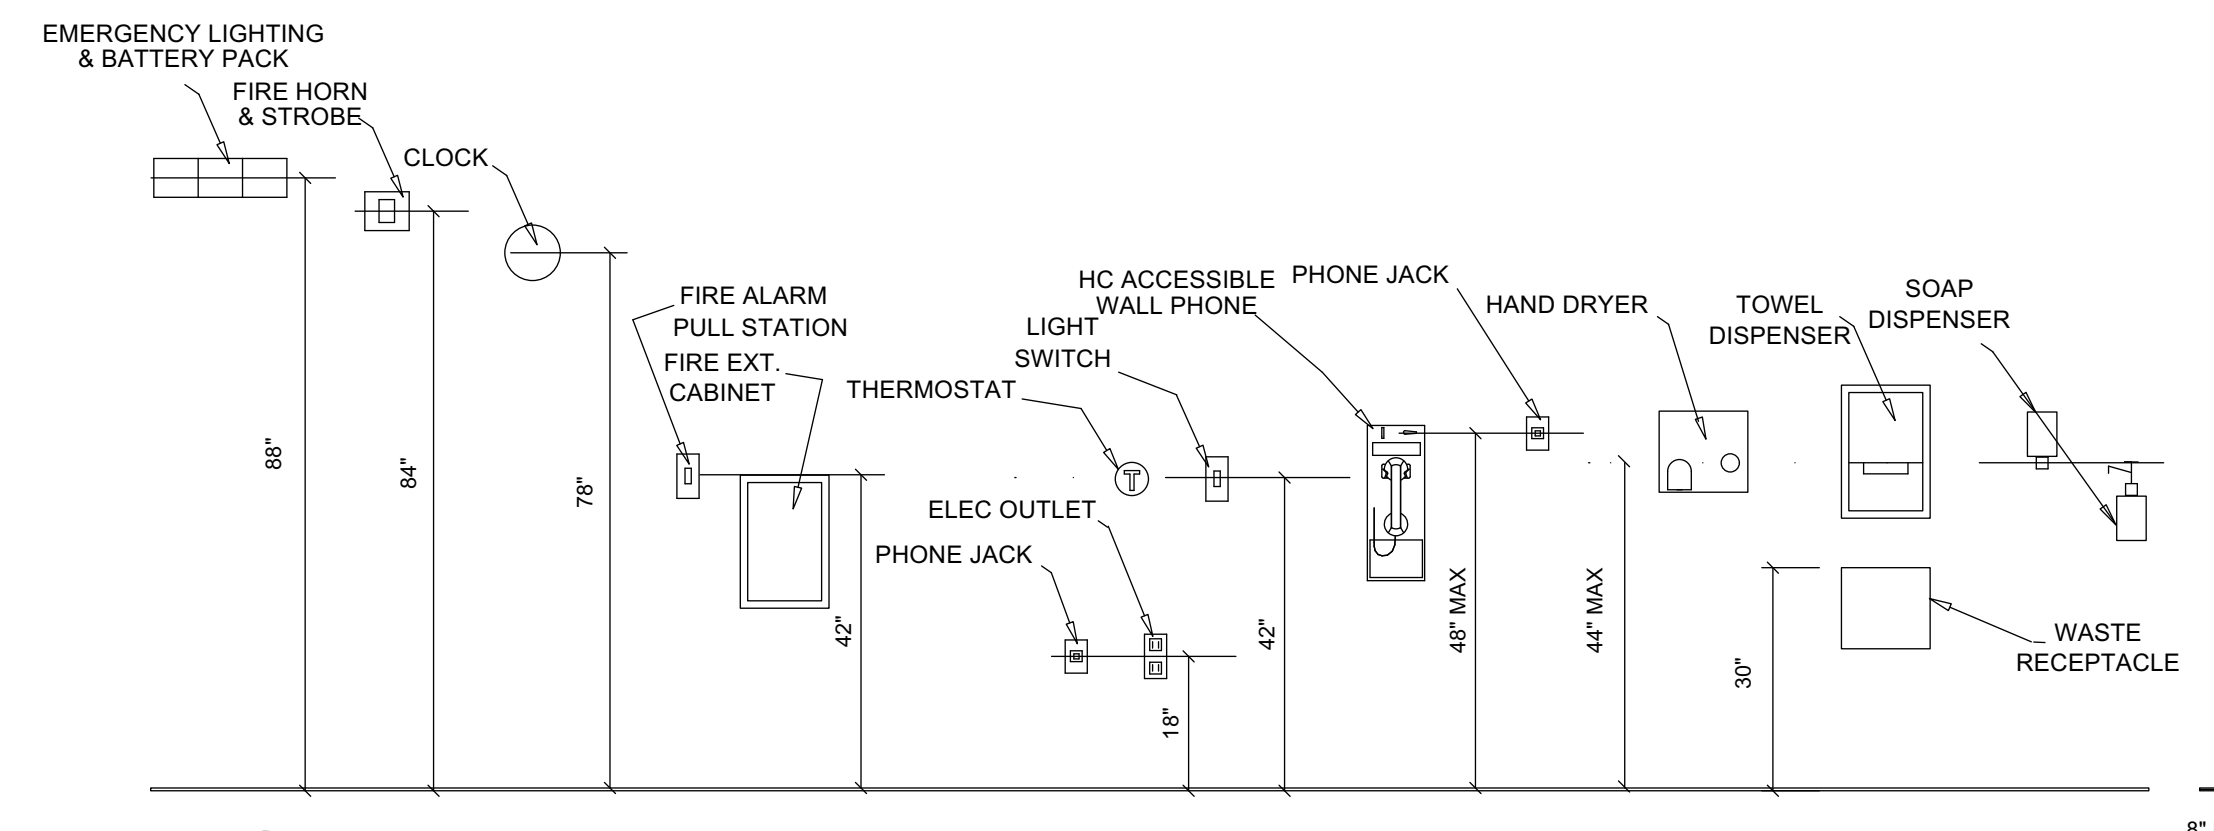 EMERGENCY LIGHTING
& BATTERY PACK
FIRE HORN
& STROBE
CLOCK
FIRE ALARM
PULL STATION
FIRE EXT.
CABINET
THERMOSTAT
LIGHT
SWITCH
HC ACCESSIBLE
WALL PHONE
PHONE JACK
HAND DRYER
TOWEL
DISPENSER
SOAP
DISPENSER
ELEC OUTLET
PHONE JACK
T
WASTE
RECEPTACLE
88"
84"
78"
42"
18"
42"
48" MAX
44" MAX
30"
8"